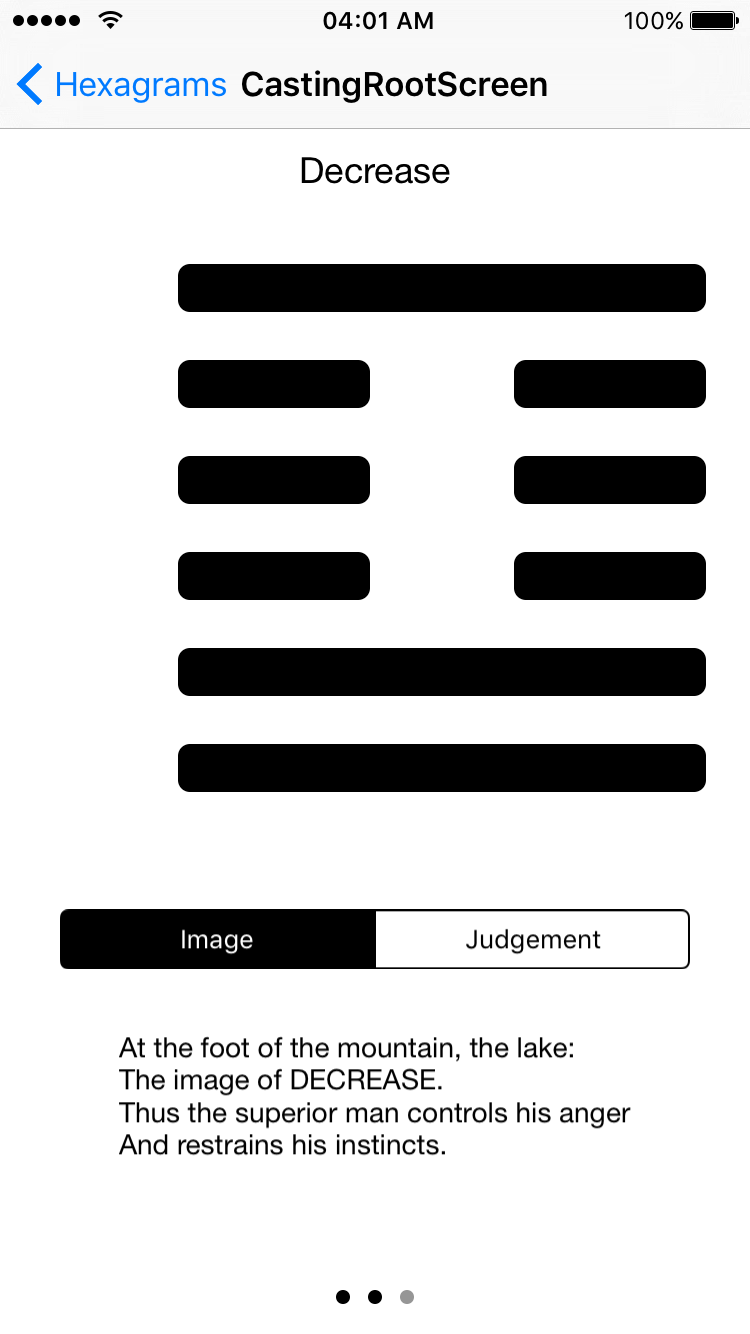 04:01 AM 100%
Hexagrams CastingRootScreen
Decrease
Image Judgement
At the foot of the mountain, the lake:
The image of DECREASE.
Thus the superior man controls his anger
And restrains his instincts.